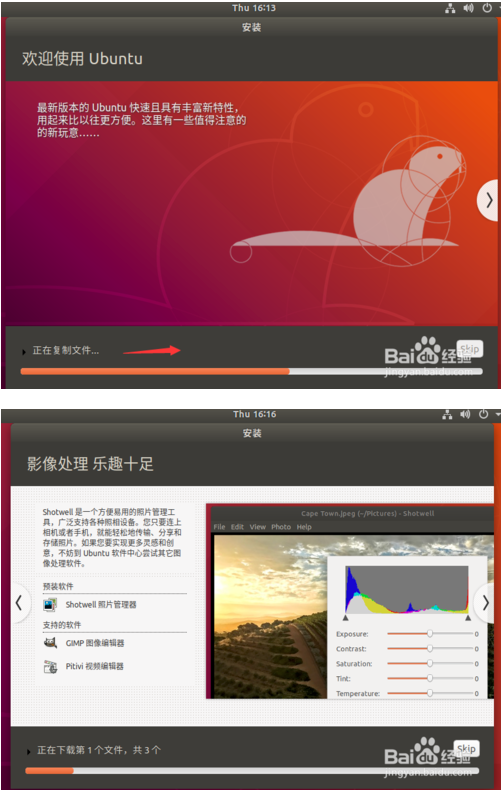 Thu 16:13
安装
欢迎使用 Ubuntu
最新版本的 Ubuntu 快速且具有丰富新特性，
用起来比以往更方便。这里有一些值得注意的
的新玩意……
正在复制文件...
Skip
Bai du 经验
jingyan.baidu.com
Thu 16:16
安装
影像处理 乐趣十足
Shotwell 是一个方便易用的照片管理工
具，广泛支持各种照相设备。您只要连上
相机或者手机，就能轻松地传输、分享和
存储照片。如果您要实现更多灵感和创
意，不妨到 Ubuntu 软件中心尝试其它图
像处理软件。
预装软件
Shotwell 照片管理器
支持的软件
GIMP 图像编辑器
Pitivi 视频编辑器
Cape Town.jpeg (~/Pictures) - Shotwell
File Edit View Photo Help
Exposure: 0
Contrast: 0
Saturation: 0
Tint: 0
Temperature: 0
正在下载第 1 个文件，共 3 个
Skip
Bai du 经验
jingyan.baidu.com